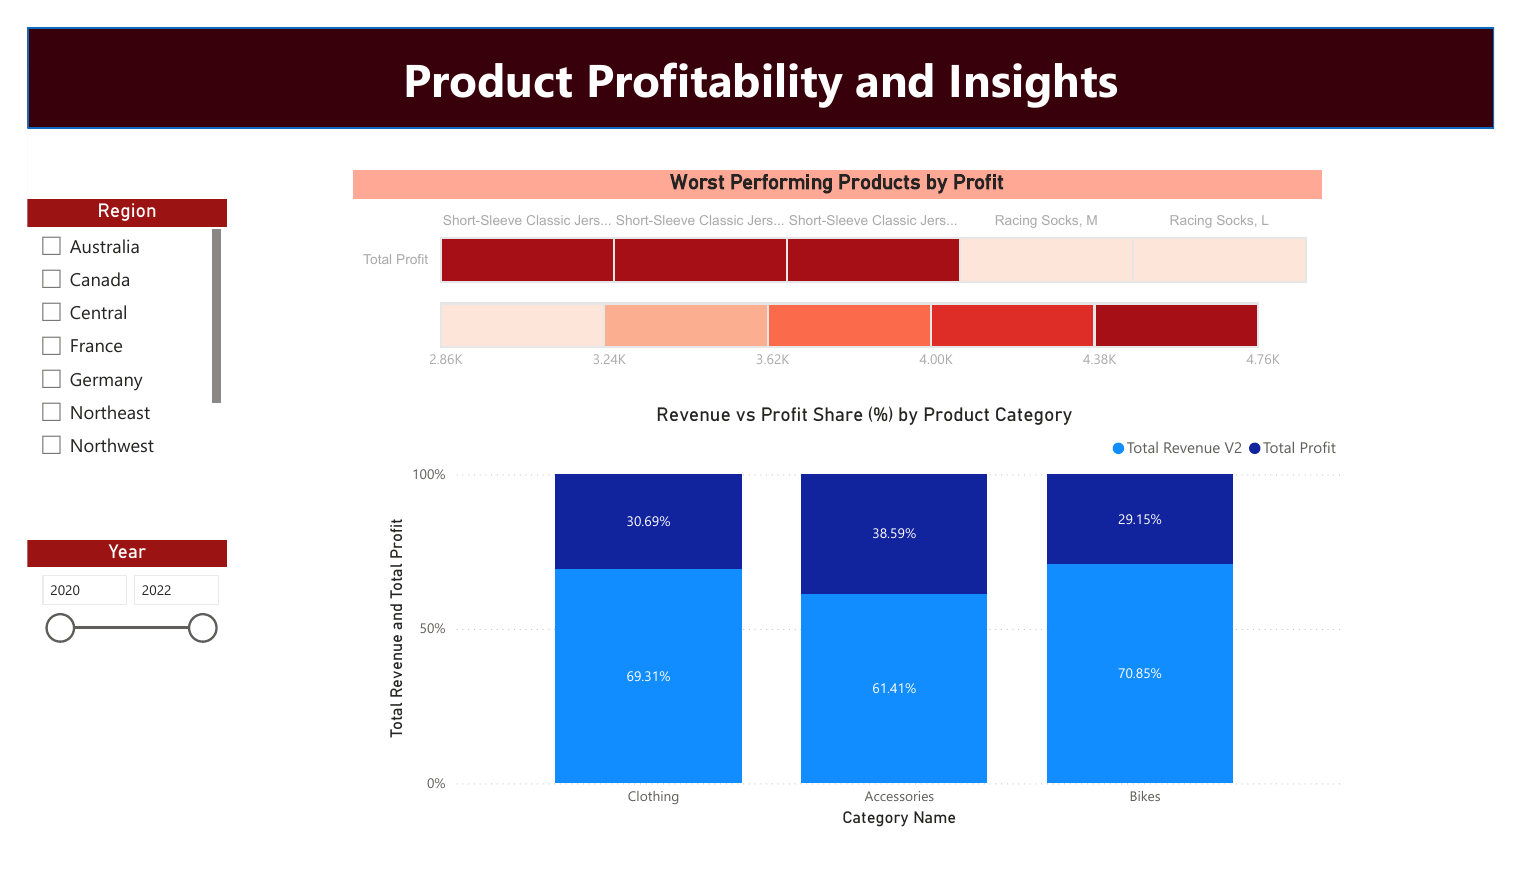 Product Profitability and Insights
Region
Australia
Canada
Central
France
Germany
Northeast
Northwest
Year
2020 2022
Worst Performing Products by Profit
Short-Sleeve Classic Jers... Short-Sleeve Classic Jers... Short-Sleeve Classic Jers... Racing Socks, M Racing Socks, L
Total Profit
2.86K 3.24K 3.62K 4.00K 4.38K 4.76K
Revenue vs Profit Share (%) by Product Category
Total Revenue V2 Total Profit
Total Revenue and Total Profit
100%
50%
0%
30.69% 38.59% 29.15%
69.31% 61.41% 70.85%
Clothing Accessories Bikes
Category Name